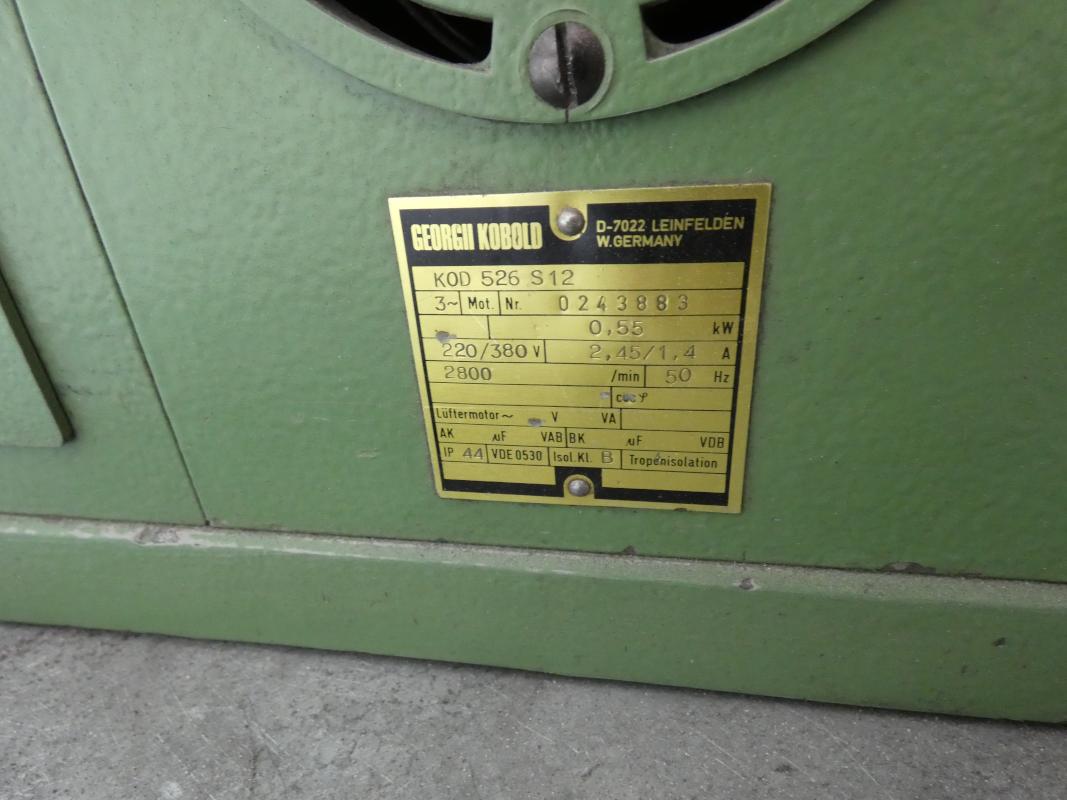 GEORGII KOBOLD
D-7022 LEINFELDEN
W.GERMANY
KOD 526 S12
3~ Mot. Nr. 0243883
0,55 kW
220/380 V 2,45/1,4 A
2800 /min 50 Hz
cos φ
Lüftermotor~ V VA
AK µF VAB BK µF VDB
IP 44 VDE 0530 Isol.Kl. B Tropenisolation